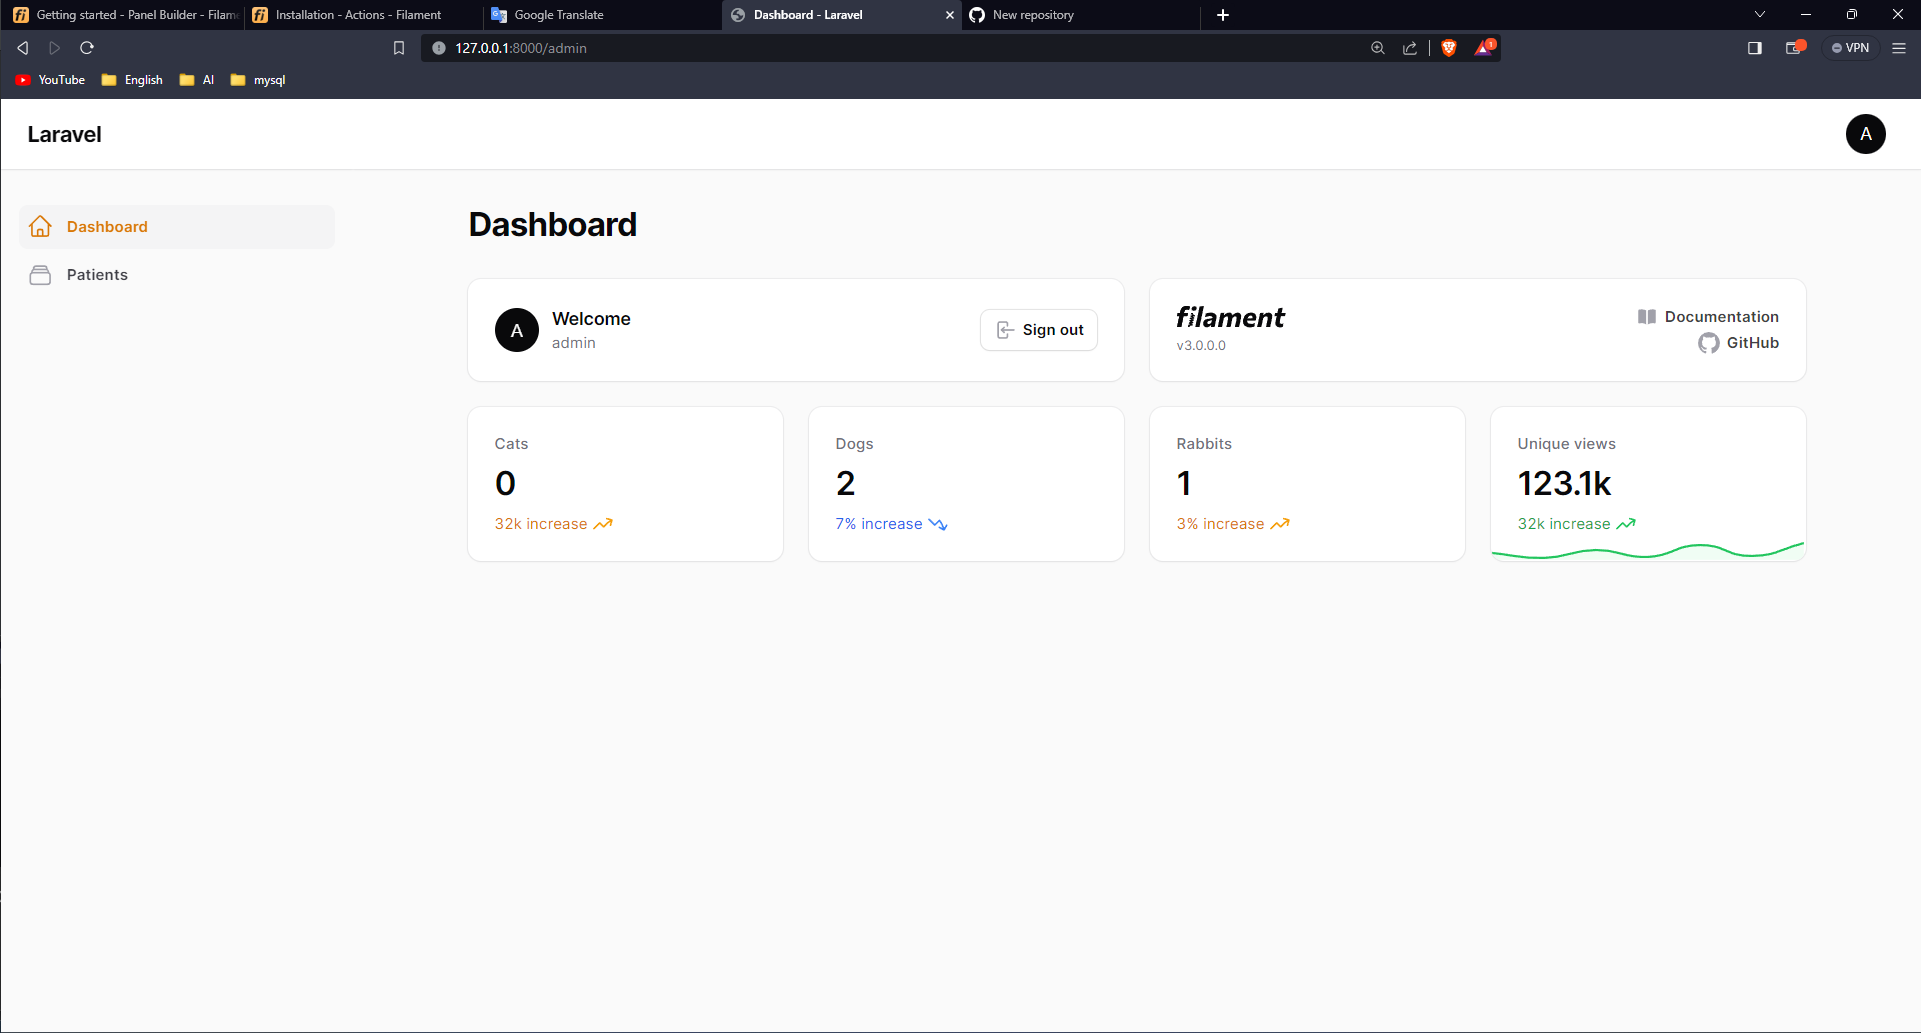 Getting started - Panel Builder - Filame
Installation - Actions - Filament
Google Translate
Dashboard - Laravel
New repository
127.0.0.1:8000/admin
1
VPN
YouTube
English
AI
mysql
Laravel
A
Dashboard
Patients
Dashboard
A
Welcome
admin
Sign out
filament
v3.0.0.0
Documentation
GitHub
Cats
0
32k increase
Dogs
2
7% increase
Rabbits
1
3% increase
Unique views
123.1k
32k increase